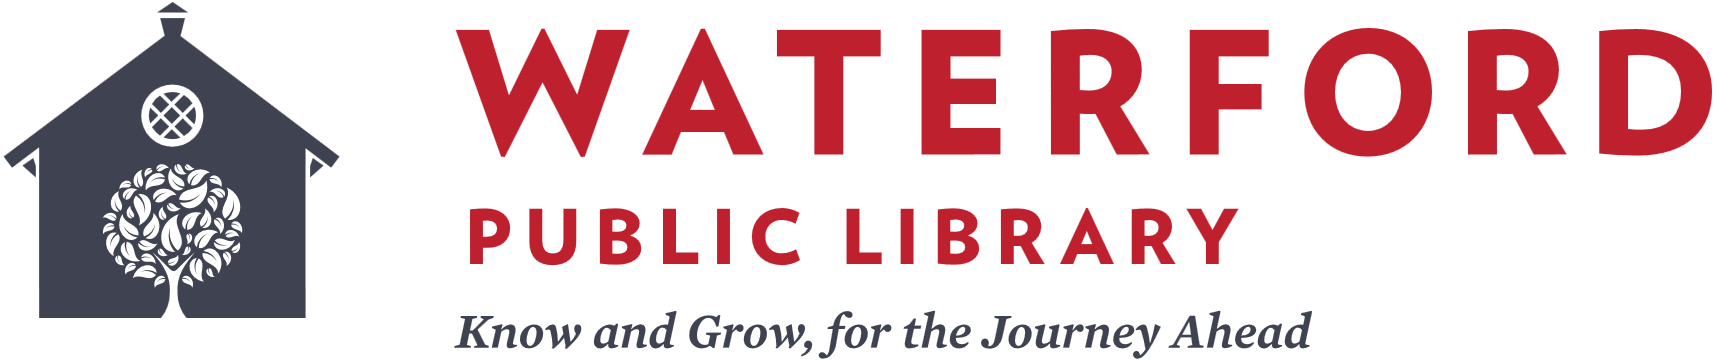 WATERFORD
PUBLIC LIBRARY
Know and Grow, for the Journey Ahead